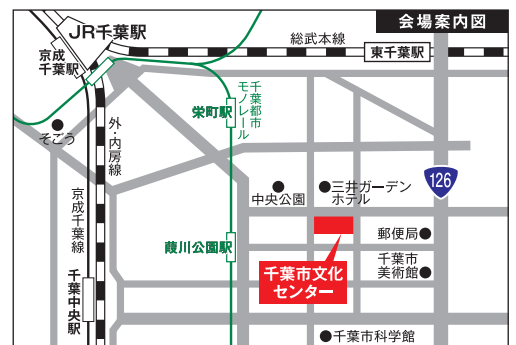 会場案内図
JR千葉駅
京成
千葉駅
総武本線
東千葉駅
千葉都市
モノレール
栄町駅
そごう
外・内房線
126
中央公園
三井ガーデン
ホテル
京成千葉線
葭川公園駅
郵便局
千葉市文化
センター
千葉市
美術館
千葉中央駅
千葉市科学館